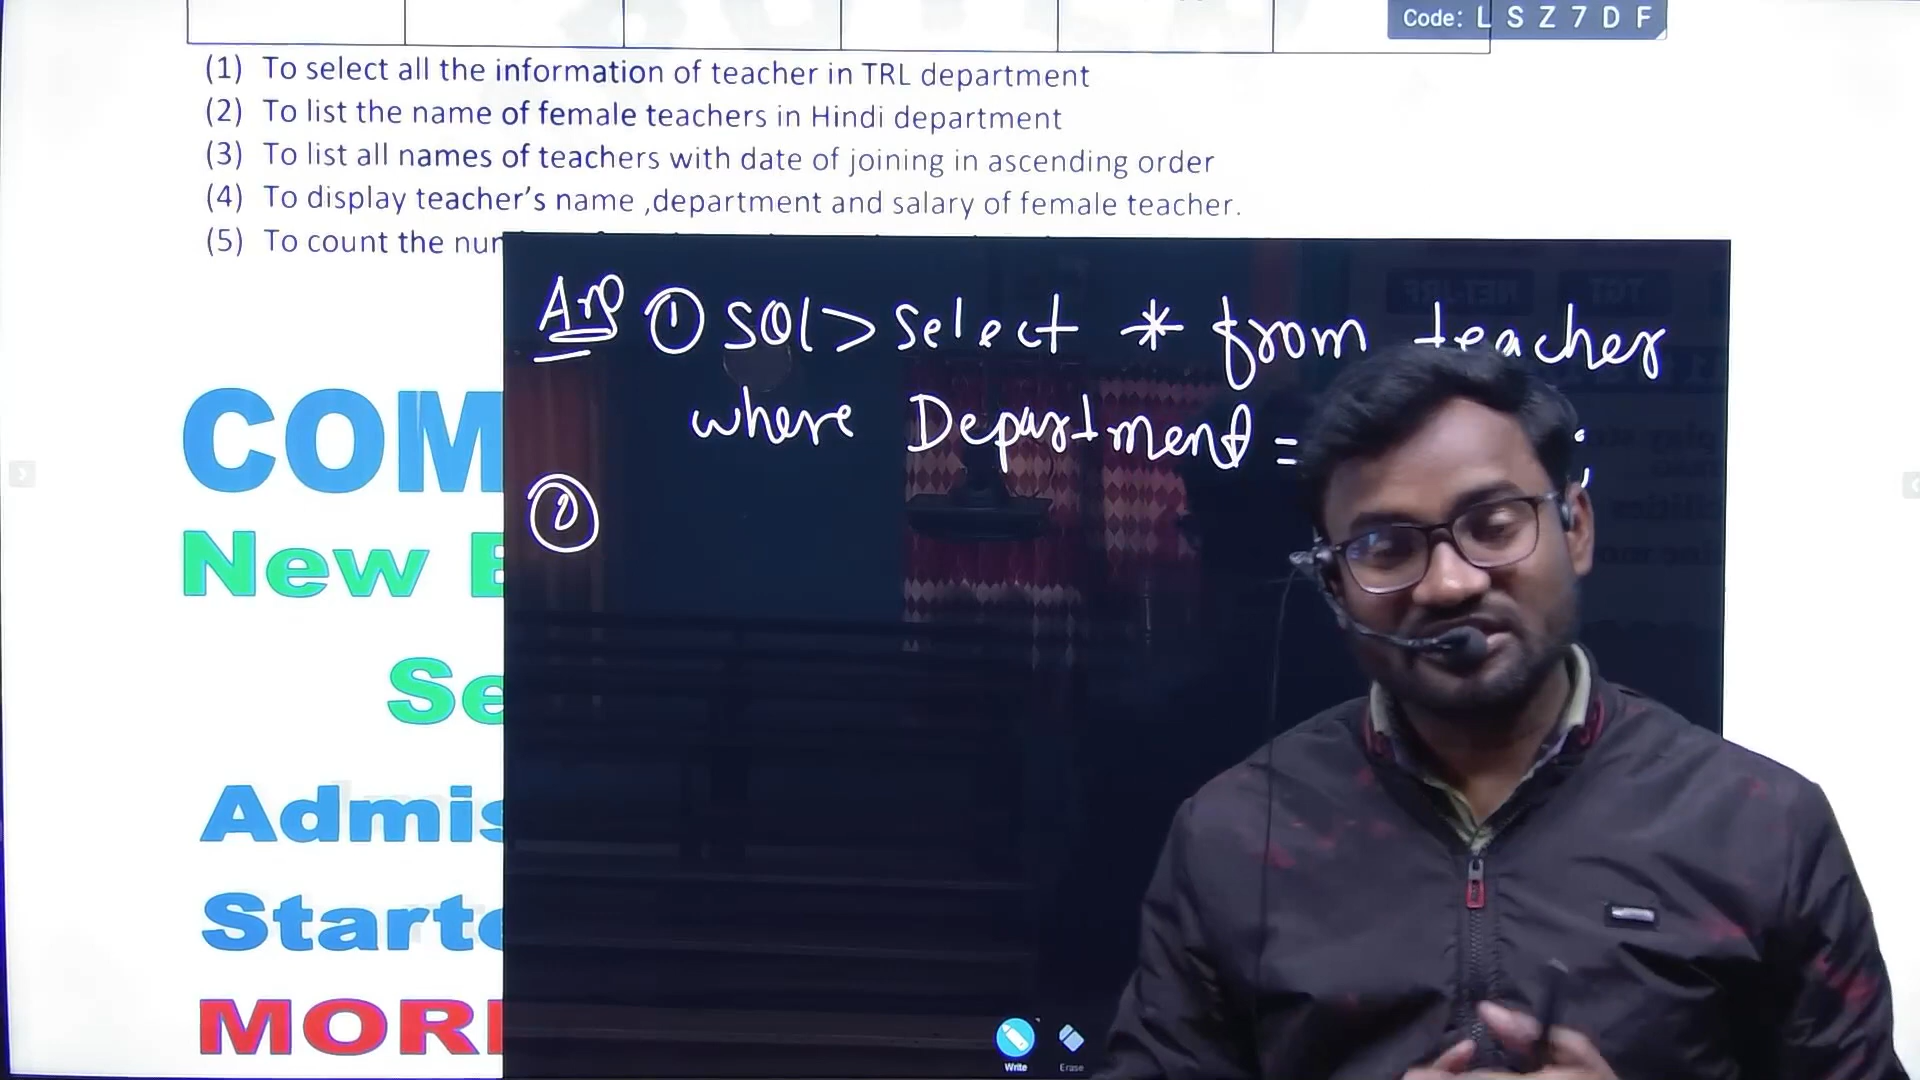 Code: L S Z 7 D F
(1) To select all the information of teacher in TRL department
(2) To list the name of female teachers in Hindi department
(3) To list all names of teachers with date of joining in ascending order
(4) To display teacher's name ,department and salary of female teacher.
(5) To count the
Ans ① SQL> Select * from teacher
where Department = ;
②
COM
New
Se
Admis
Starte
MOR
Write Erase